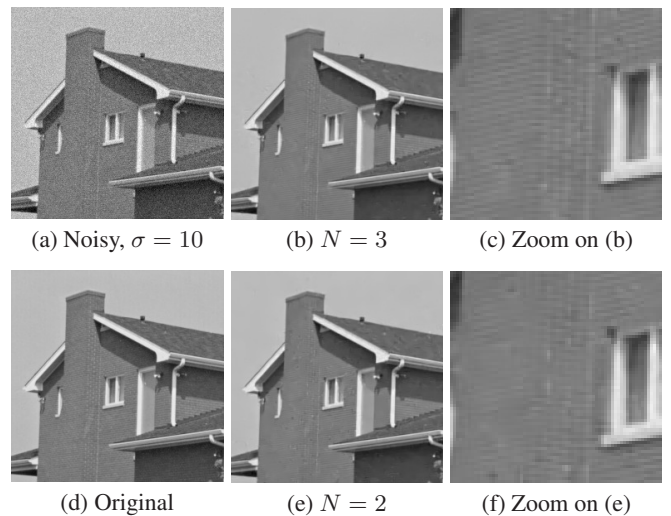 (a) Noisy, σ = 10
(b) N = 3
(c) Zoom on (b)
(d) Original
(e) N = 2
(f) Zoom on (e)